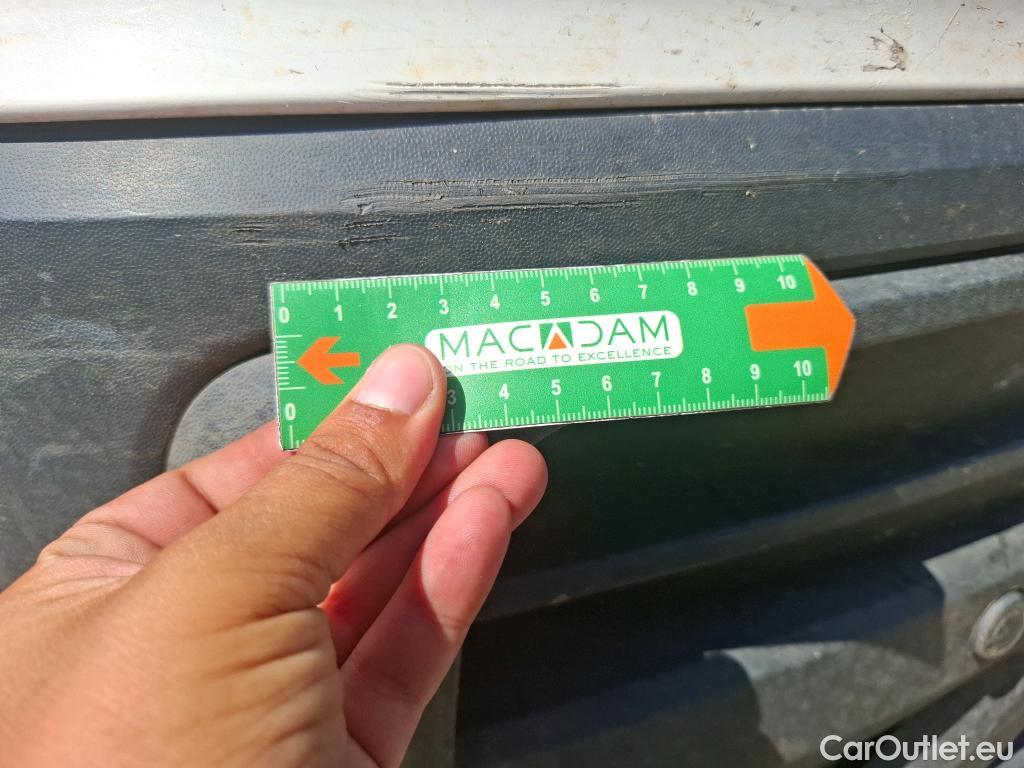 0 1 2 3 4 5 6 7 8 9 10
MACADAM
ON THE ROAD TO EXCELLENCE
0 3 4 5 6 7 8 9 10
CarOutlet.eu